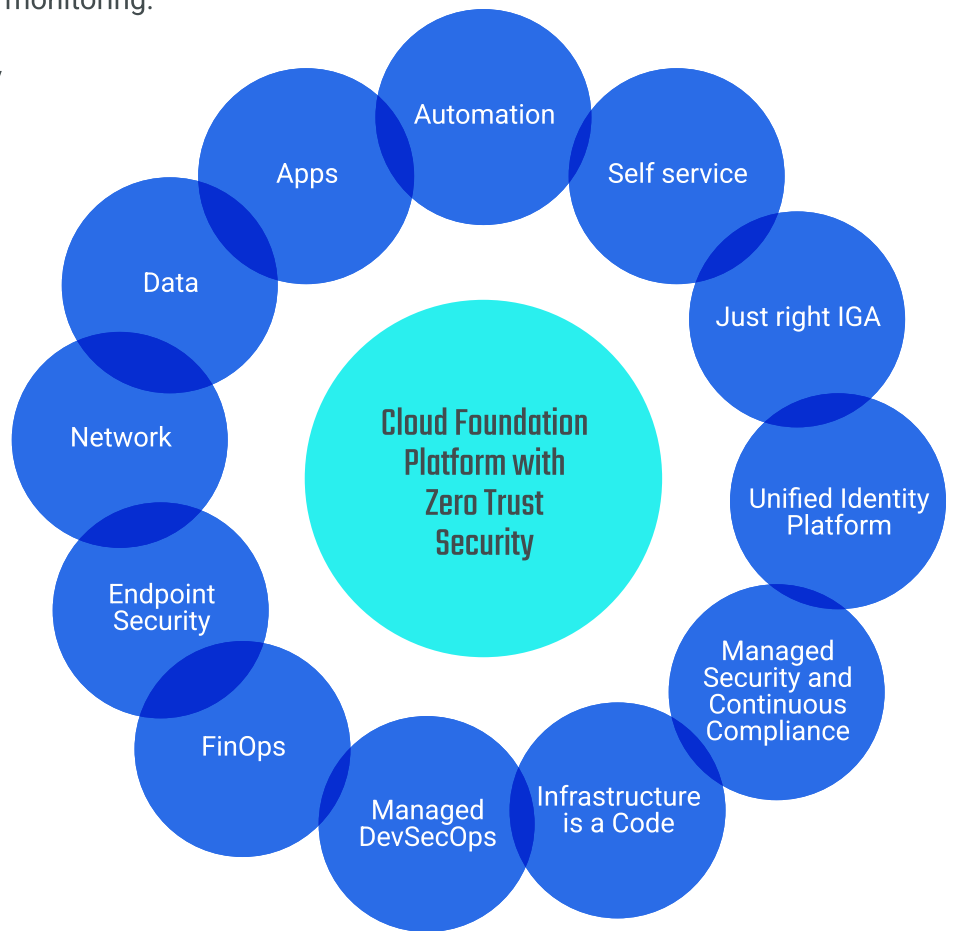 monitoring.
Automation
Apps
Self service
Data
Just right IGA
Cloud Foundation
Platform with
Zero Trust
Security
Network
Unified Identity
Platform
Endpoint
Security
Managed
Security and
Continuous
Compliance
FinOps
Infrastructure
is a Code
Managed
DevSecOps